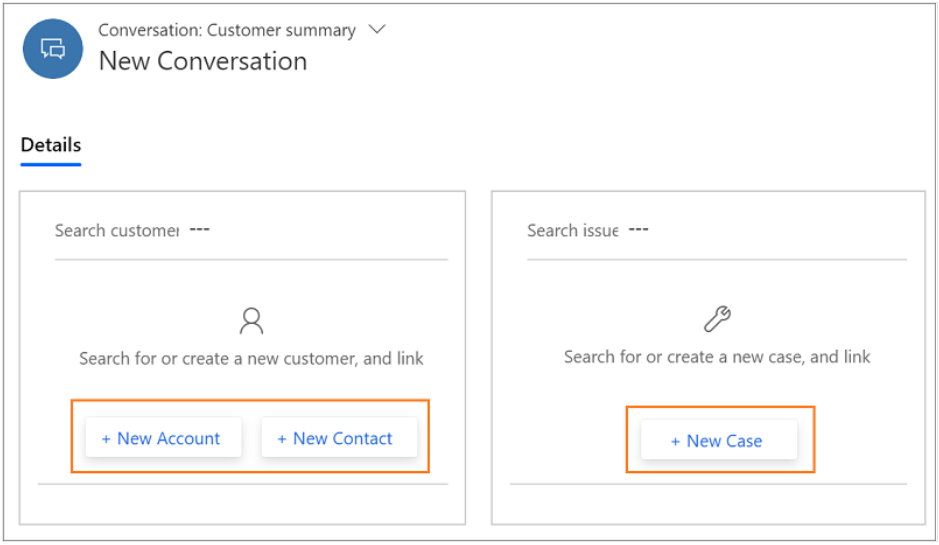 Conversation: Customer summary
New Conversation
Details
Search customer ---
Search for or create a new customer, and link
+ New Account
+ New Contact
Search issue ---
Search for or create a new case, and link
+ New Case